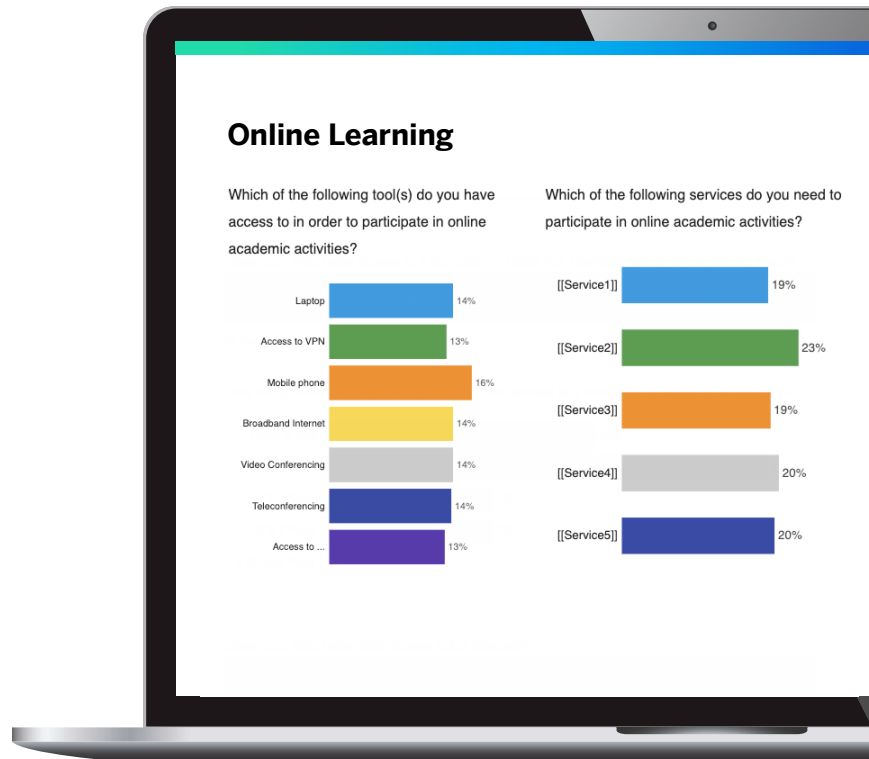 Online Learning
Which of the following tool(s) do you have
access to in order to participate in online
academic activities?
Laptop
14%
Access to VPN
13%
Mobile phone
16%
Broadband Internet
14%
Video Conferencing
14%
Teleconferencing
14%
Access to ...
13%
Which of the following services do you need to
participate in online academic activities?
[[Service1]]
19%
[[Service2]]
23%
[[Service3]]
19%
[[Service4]]
20%
[[Service5]]
20%